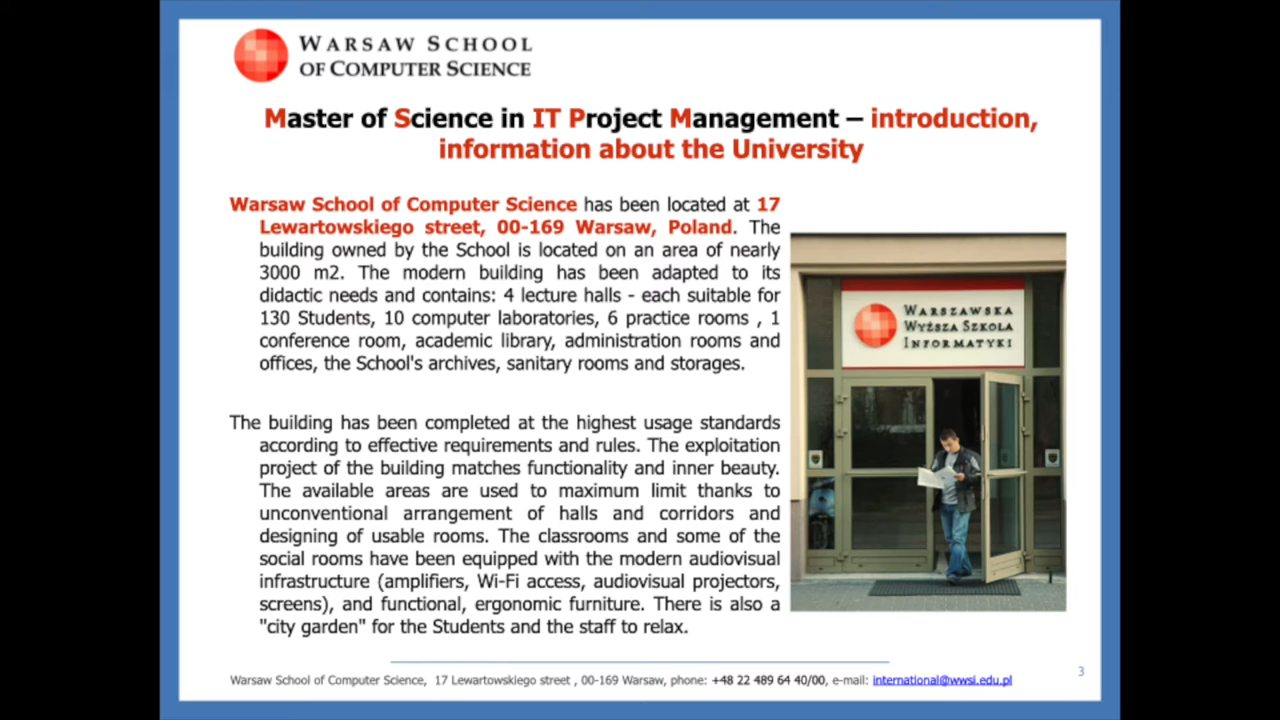 WARSAW SCHOOL
OF COMPUTER SCIENCE
Master of Science in IT Project Management – introduction,
information about the University
Warsaw School of Computer Science has been located at 17
Lewartowskiego street, 00-169 Warsaw, Poland. The
building owned by the School is located on an area of nearly
3000 m2. The modern building has been adapted to its
didactic needs and contains: 4 lecture halls - each suitable for
130 Students, 10 computer laboratories, 6 practice rooms , 1
conference room, academic library, administration rooms and
offices, the School's archives, sanitary rooms and storages.
WARSZAWSKA
WYŻSZA SZKOŁA
INFORMATYKI
The building has been completed at the highest usage standards
according to effective requirements and rules. The exploitation
project of the building matches functionality and inner beauty.
The available areas are used to maximum limit thanks to
unconventional arrangement of halls and corridors and
designing of usable rooms. The classrooms and some of the
social rooms have been equipped with the modern audiovisual
infrastructure (amplifiers, Wi-Fi access, audiovisual projectors,
screens), and functional, ergonomic furniture. There is also a
"city garden" for the Students and the staff to relax.
3
Warsaw School of Computer Science, 17 Lewartowskiego street , 00-169 Warsaw, phone: +48 22 489 64 40/00, e-mail: international@wwsi.edu.pl